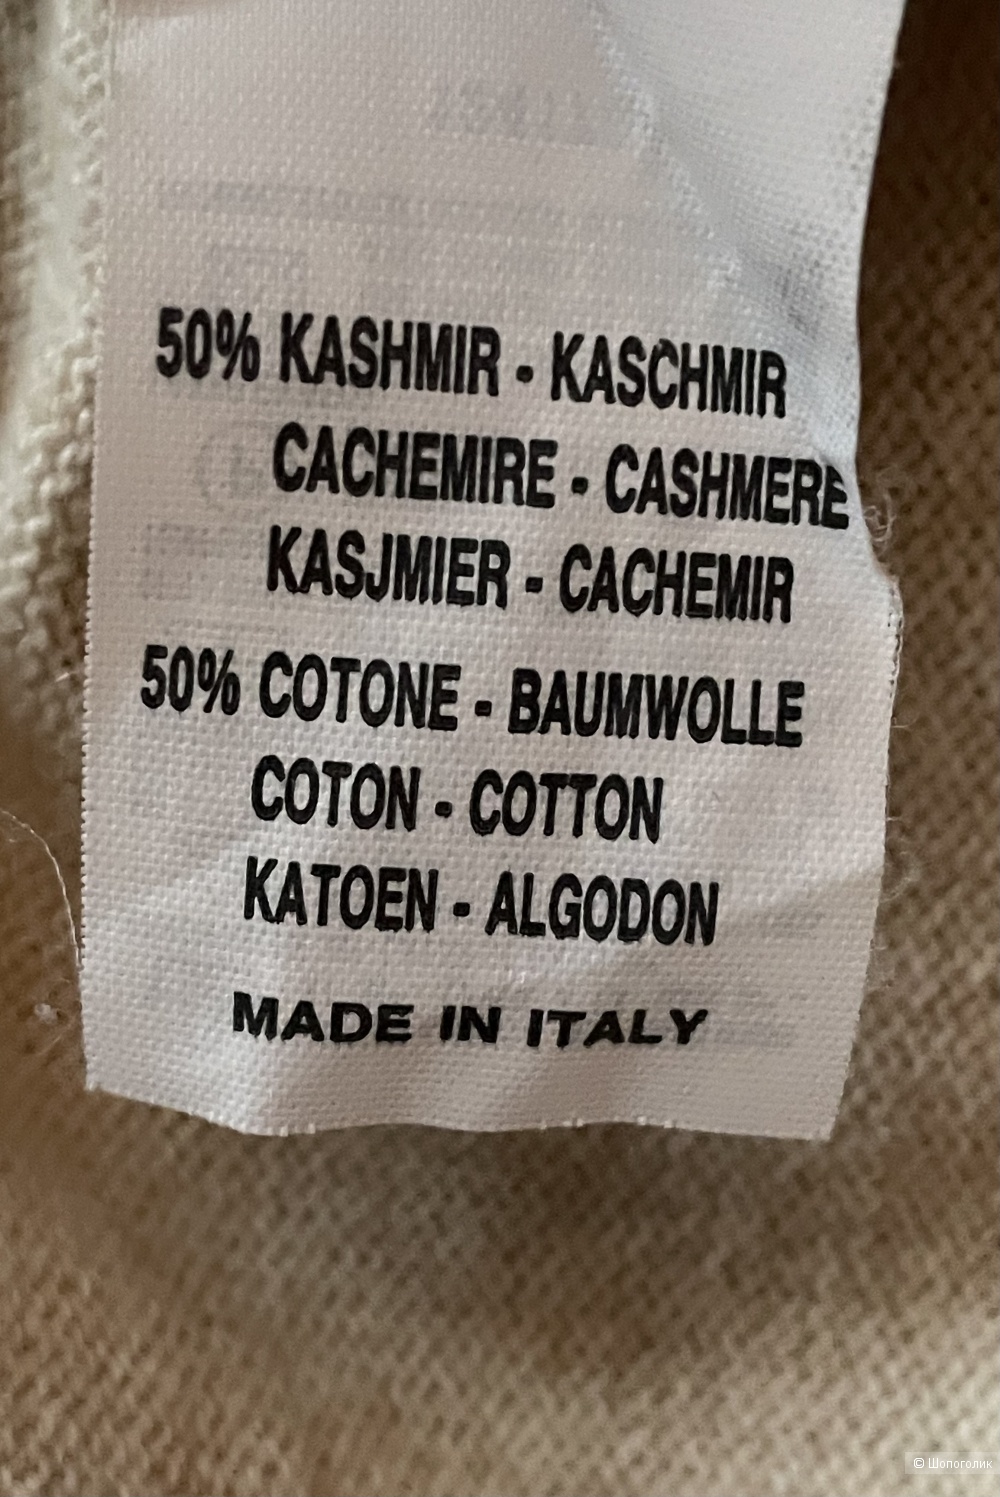 50% KASHMIR - KASCHMIR
CACHEMIRE - CASHMERE
KASJMIER - CACHEMIR
50% COTONE - BAUMWOLLE
COTON - COTTON
KATOEN - ALGODON
MADE IN ITALY
© Шопоголик